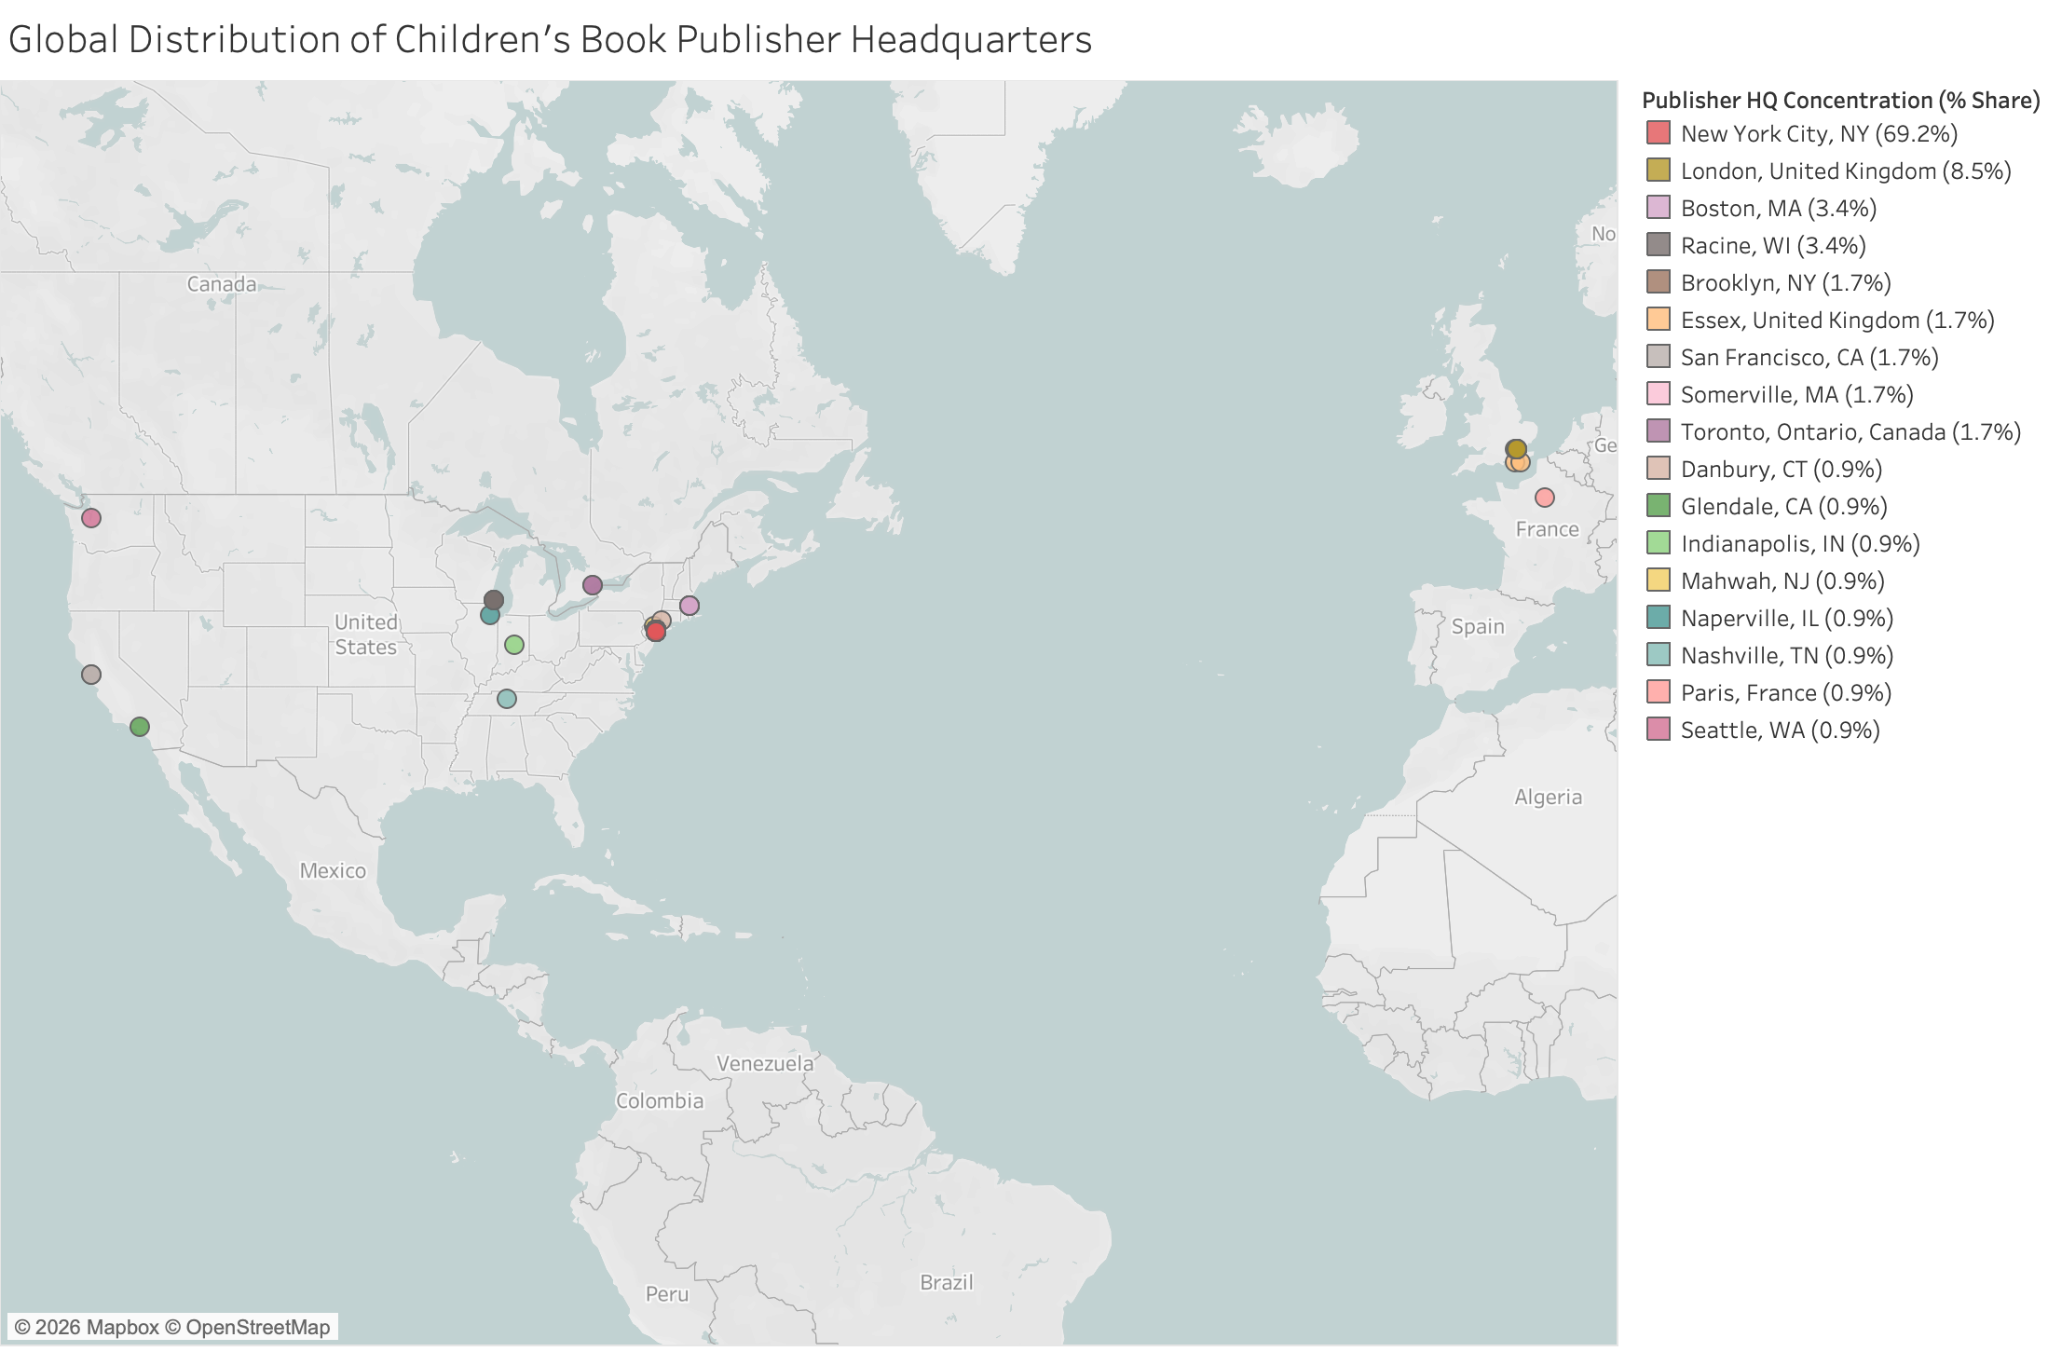 Global Distribution of Children's Book Publisher Headquarters
Publisher HQ Concentration (% Share)
New York City, NY (69.2%)
London, United Kingdom (8.5%)
Boston, MA (3.4%)
Racine, WI (3.4%)
Brooklyn, NY (1.7%)
Essex, United Kingdom (1.7%)
San Francisco, CA (1.7%)
Somerville, MA (1.7%)
Toronto, Ontario, Canada (1.7%)
Danbury, CT (0.9%)
Glendale, CA (0.9%)
Indianapolis, IN (0.9%)
Mahwah, NJ (0.9%)
Naperville, IL (0.9%)
Nashville, TN (0.9%)
Paris, France (0.9%)
Seattle, WA (0.9%)
No
Canada
Ge
France
United
States
Spain
Algeria
Mexico
Venezuela
Colombia
Brazil
Peru
© 2026 Mapbox © OpenStreetMap